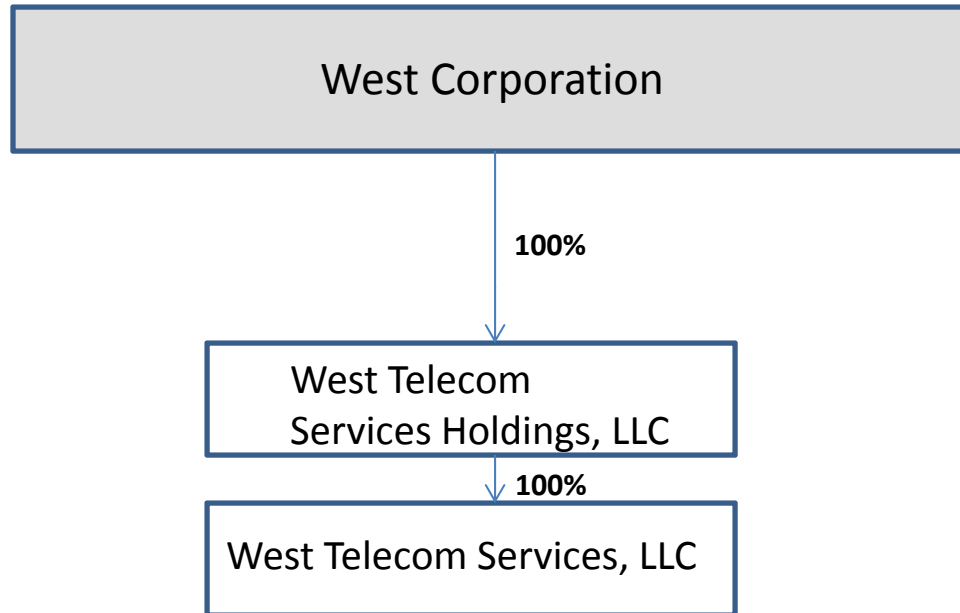 West Corporation
100%
West Telecom
Services Holdings, LLC
100%
West Telecom Services, LLC